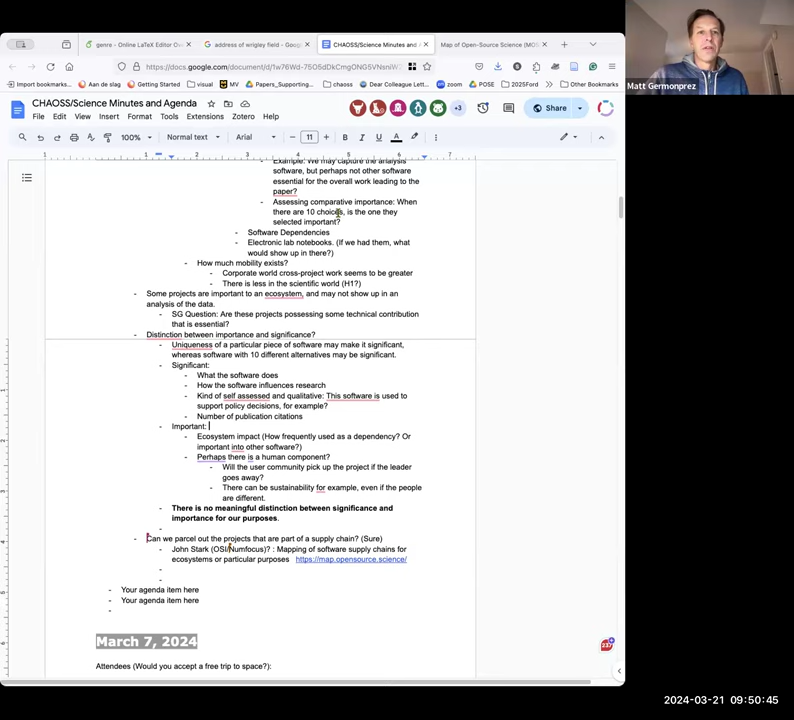 genre - Online LaTeX Editor Ov
address of wrigley field - Goog
CHAOSS/Science Minutes and A
Map of Open-Source Science (MOS
Matt Germonprez
https://docs.google.com/document/d/1w76Wd-75O5dDkCmgONG5VNsniW
Import bookmarks...
Aan de slag
Getting Started
visual
MV
Papers_Supporting...
chaoss
Dear Colleague Lett...
zoom
POSE
2025Ford
Other Bookmarks
CHAOSS/Science Minutes and Agenda
+3
Share
File Edit View Insert Format Tools Extensions Zotero Help
100% Normal text Arial 11 B I U A
1 1 2 3 4 5 6 7
Example: We may capture the analysis
software, but perhaps not other software
essential for the overall work leading to the
paper?
- Assessing comparative importance: When
there are 10 choices, is the one they
selected important?
- Software Dependencies
- Electronic lab notebooks. (If we had them, what
would show up in there?)
- How much mobility exists?
- Corporate world cross-project work seems to be greater
- There is less in the scientific world (H1?)
- Some projects are important to an ecosystem, and may not show up in an
analysis of the data.
- SG Question: Are these projects possessing some technical contribution
that is essential?
- Distinction between importance and significance?
- Uniqueness of a particular piece of software may make it significant,
whereas software with 10 different alternatives may be significant.
- Significant:
- What the software does
- How the software influences research
- Kind of self assessed and qualitative: This software is used to
support policy decisions, for example?
- Number of publication citations
- Important:
- Ecosystem impact (How frequently used as a dependency? Or
important into other software?)
- Perhaps there is a human component?
- Will the user community pick up the project if the leader
goes away?
- There can be sustainability for example, even if the people
are different.
- There is no meaningful distinction between significance and
importance for our purposes.
-
- Can we parcel out the projects that are part of a supply chain? (Sure)
- John Stark (OSI/Numfocus)? : Mapping of software supply chains for
ecosystems or particular purposes https://map.opensource.science/
-
-
- Your agenda item here
- Your agenda item here
-
March 7, 2024
237
Attendees (Would you accept a free trip to space?):
2024-03-21 09:50:45